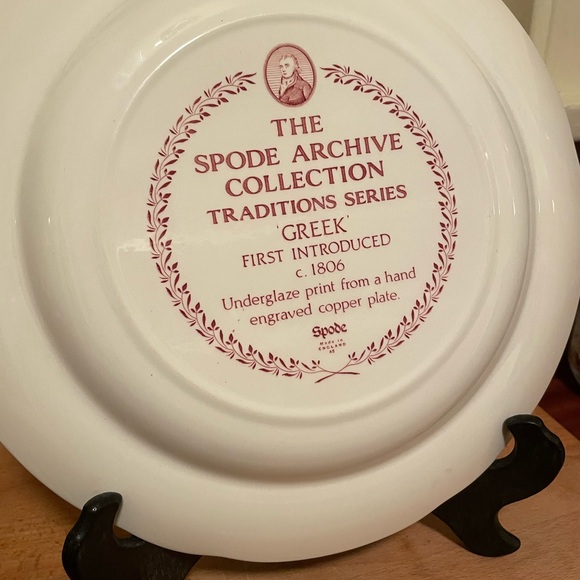 THE
SPODE ARCHIVE
COLLECTION
TRADITIONS SERIES
'GREEK'
FIRST INTRODUCED
c. 1806
Underglaze print from a hand
engraved copper plate.
Spode
Made in
ENGLAND